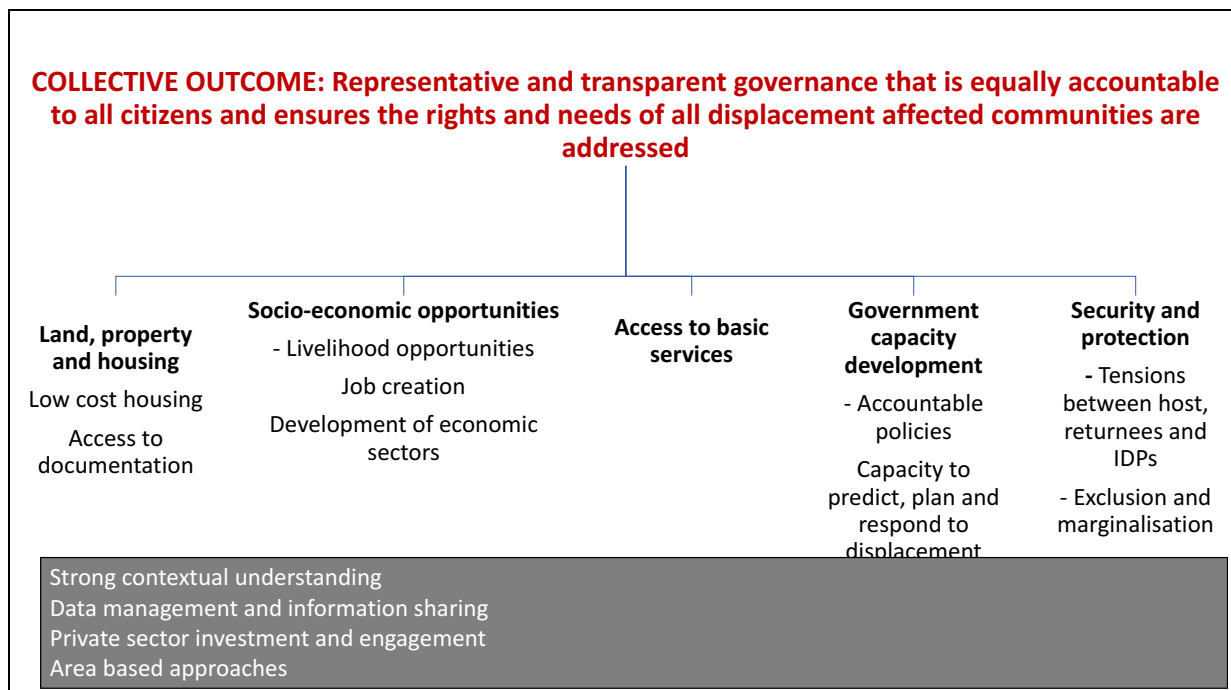 COLLECTIVE OUTCOME: Representative and transparent governance that is equally accountable
to all citizens and ensures the rights and needs of all displacement affected communities are
addressed
Land, property
and housing
Low cost housing
Access to
documentation
Socio-economic opportunities
- Livelihood opportunities
Job creation
Development of economic
sectors
Access to basic
services
Government
capacity
development
- Accountable
policies
Capacity to
predict, plan and
respond to
displacement
Security and
protection
- Tensions
between host,
returnees and
IDPs
- Exclusion and
marginalisation
Strong contextual understanding
Data management and information sharing
Private sector investment and engagement
Area based approaches